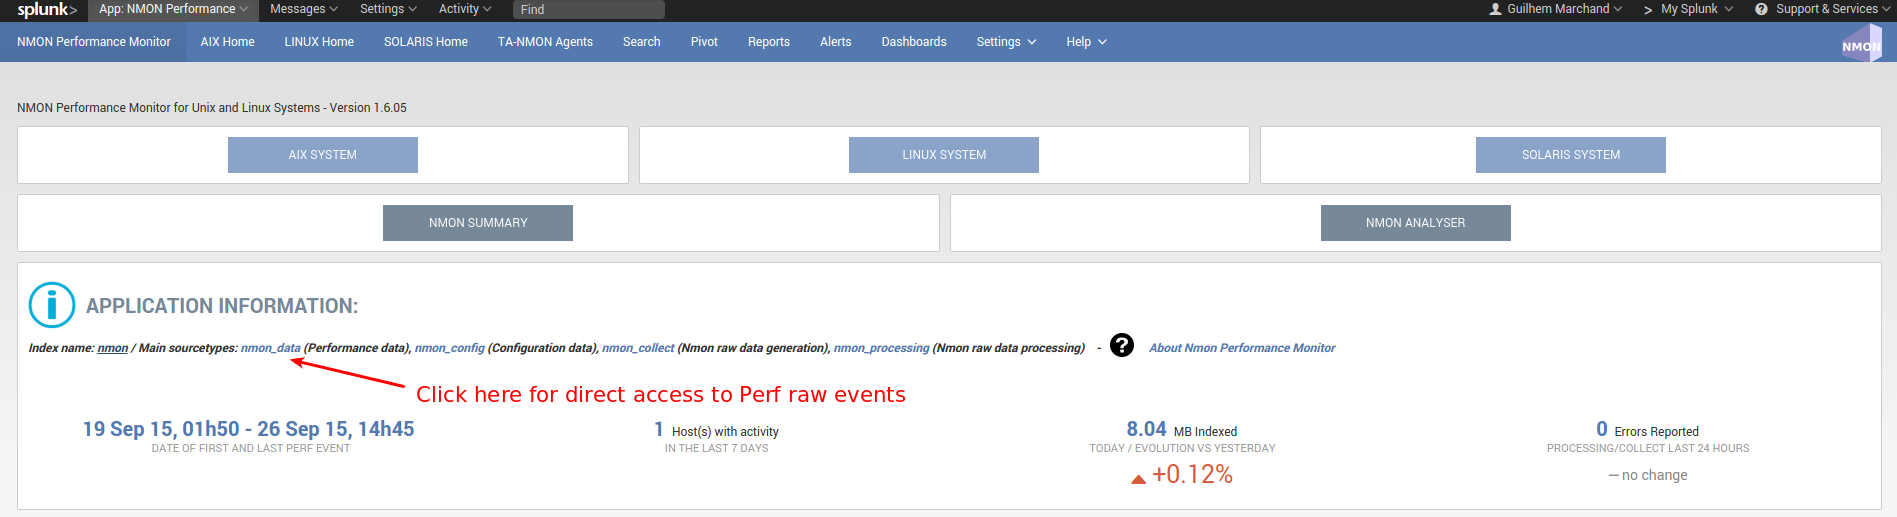 splunk> App: NMON Performance Messages Settings Activity Find Guilhem Marchand > My Splunk ? Support & Services
NMON Performance Monitor AIX Home LINUX Home SOLARIS Home TA-NMON Agents Search Pivot Reports Alerts Dashboards Settings Help NMON
NMON Performance Monitor for Unix and Linux Systems - Version 1.6.05
AIX SYSTEM LINUX SYSTEM SOLARIS SYSTEM
NMON SUMMARY NMON ANALYSER
i APPLICATION INFORMATION:
Index name: nmon / Main sourcetypes: nmon_data (Performance data), nmon_config (Configuration data), nmon_collect (Nmon raw data generation), nmon_processing (Nmon raw data processing) - ? About Nmon Performance Monitor
Click here for direct access to Perf raw events
19 Sep 15, 01h50 - 26 Sep 15, 14h45 1 Host(s) with activity 8.04 MB Indexed 0 Errors Reported
DATE OF FIRST AND LAST PERF EVENT IN THE LAST 7 DAYS TODAY / EVOLUTION VS YESTERDAY PROCESSING/COLLECT LAST 24 HOURS
+0.12% no change